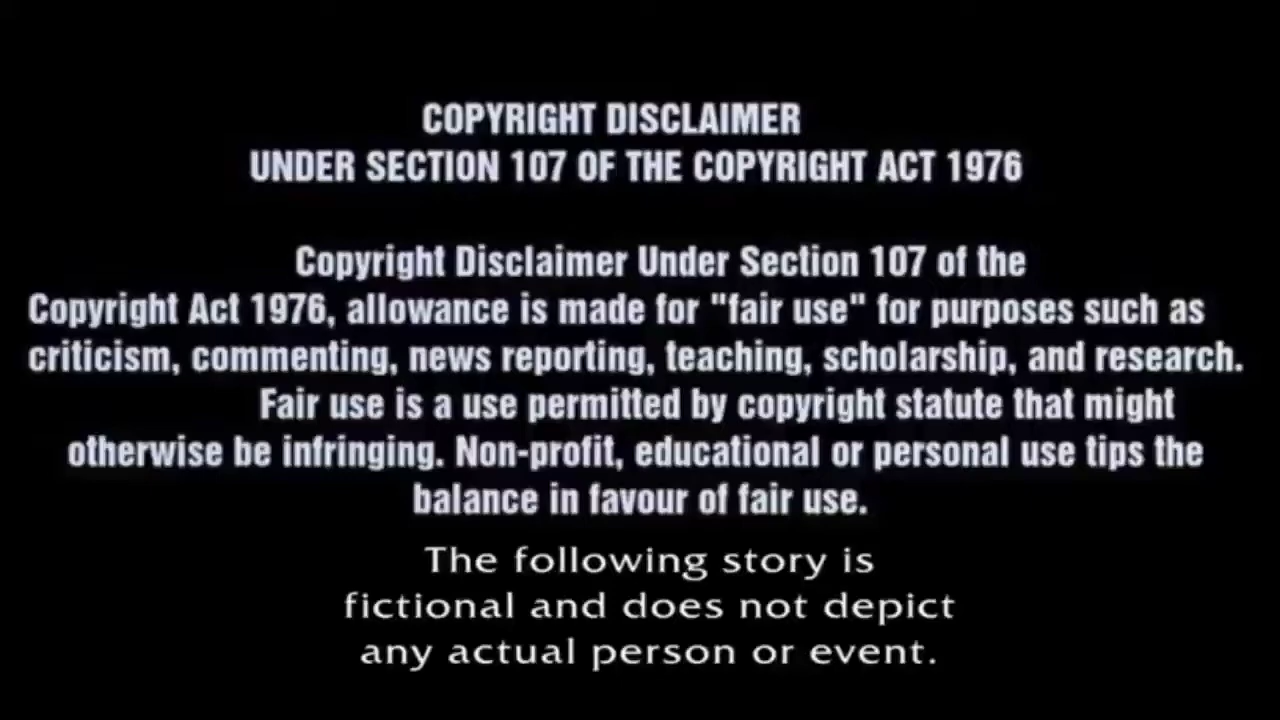 COPYRIGHT DISCLAIMER
UNDER SECTION 107 OF THE COPYRIGHT ACT 1976
Copyright Disclaimer Under Section 107 of the
Copyright Act 1976, allowance is made for "fair use" for purposes such as
criticism, commenting, news reporting, teaching, scholarship, and research.
Fair use is a use permitted by copyright statute that might
otherwise be infringing. Non-profit, educational or personal use tips the
balance in favour of fair use.
The following story is
fictional and does not depict
any actual person or event.